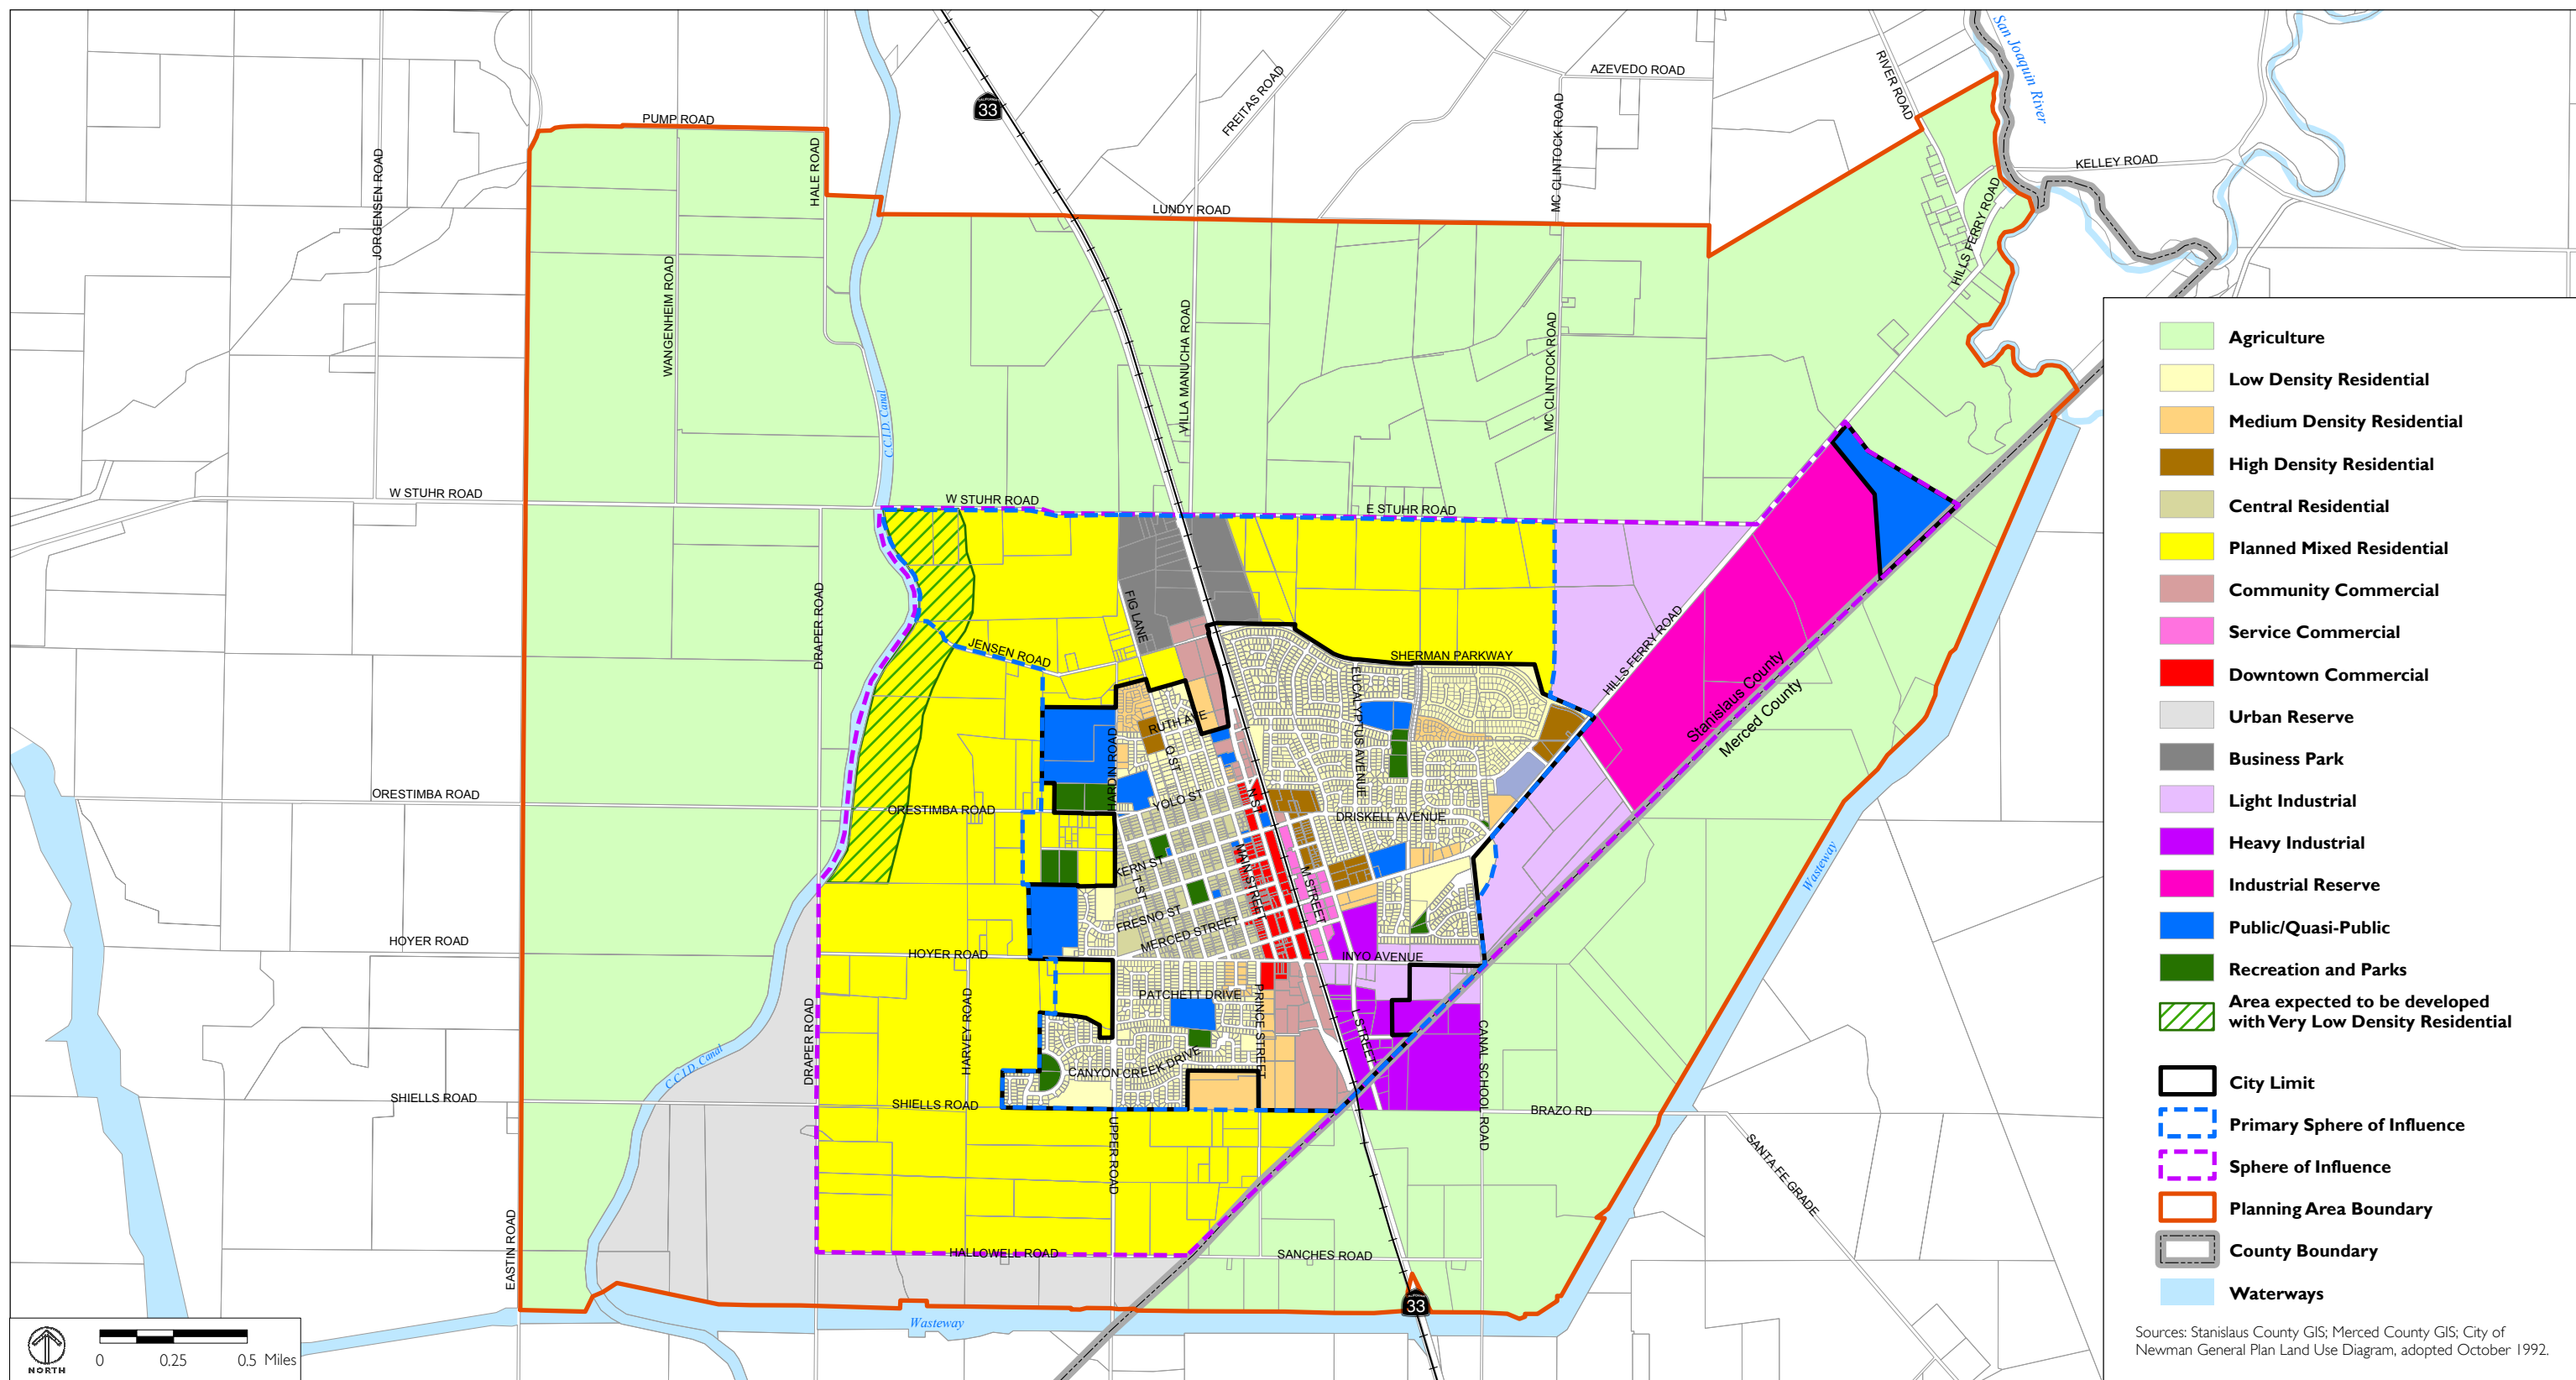 San Joaquin River
RIVER ROAD
AZEVEDO ROAD
FREITAS ROAD
MC CLINTOCK ROAD
CALIFORNIA
33
PUMP ROAD
HALE ROAD
JORGENSEN ROAD
KELLEY ROAD
LUNDY ROAD
HILLS FERRY ROAD
WANGENHEIM ROAD
VILLA MANUCHA ROAD
MC CLINTOCK ROAD
C.C.I.D. Canal
W STUHR ROAD
W STUHR ROAD
E STUHR ROAD
DRAPER ROAD
FIG LANE
JENSEN ROAD
SHERMAN PARKWAY
HILLS FERRY ROAD
EUCALYPTUS AVENUE
Stanislaus County
Merced County
RUTH AVE
Q ST
HARDIN ROAD
ORESTIMBA ROAD
ORESTIMBA ROAD
YOLO ST
N ST
DRISKELL AVENUE
KERN ST
T ST
MAIN STREET
M STREET
FRESNO ST
MERCED STREET
Wasteway
HOYER ROAD
HOYER ROAD
INYO AVENUE
PATCHETT DRIVE
PRINCE STREET
L STREET
HARVEY ROAD
DRAPER ROAD
CANYON CREEK DRIVE
CANAL SCHOOL ROAD
C.C.I.D. Canal
SHIELLS ROAD
SHIELLS ROAD
BRAZO RD
UPPER ROAD
SANTA FE GRADE
EASTIN ROAD
HALLOWELL ROAD
SANCHES ROAD
33
Wasteway
NORTH
0 0.25 0.5 Miles
Agriculture
Low Density Residential
Medium Density Residential
High Density Residential
Central Residential
Planned Mixed Residential
Community Commercial
Service Commercial
Downtown Commercial
Urban Reserve
Business Park
Light Industrial
Heavy Industrial
Industrial Reserve
Public/Quasi-Public
Recreation and Parks
Area expected to be developed
with Very Low Density Residential
City Limit
Primary Sphere of Influence
Sphere of Influence
Planning Area Boundary
County Boundary
Waterways
Sources: Stanislaus County GIS; Merced County GIS; City of
Newman General Plan Land Use Diagram, adopted October 1992.